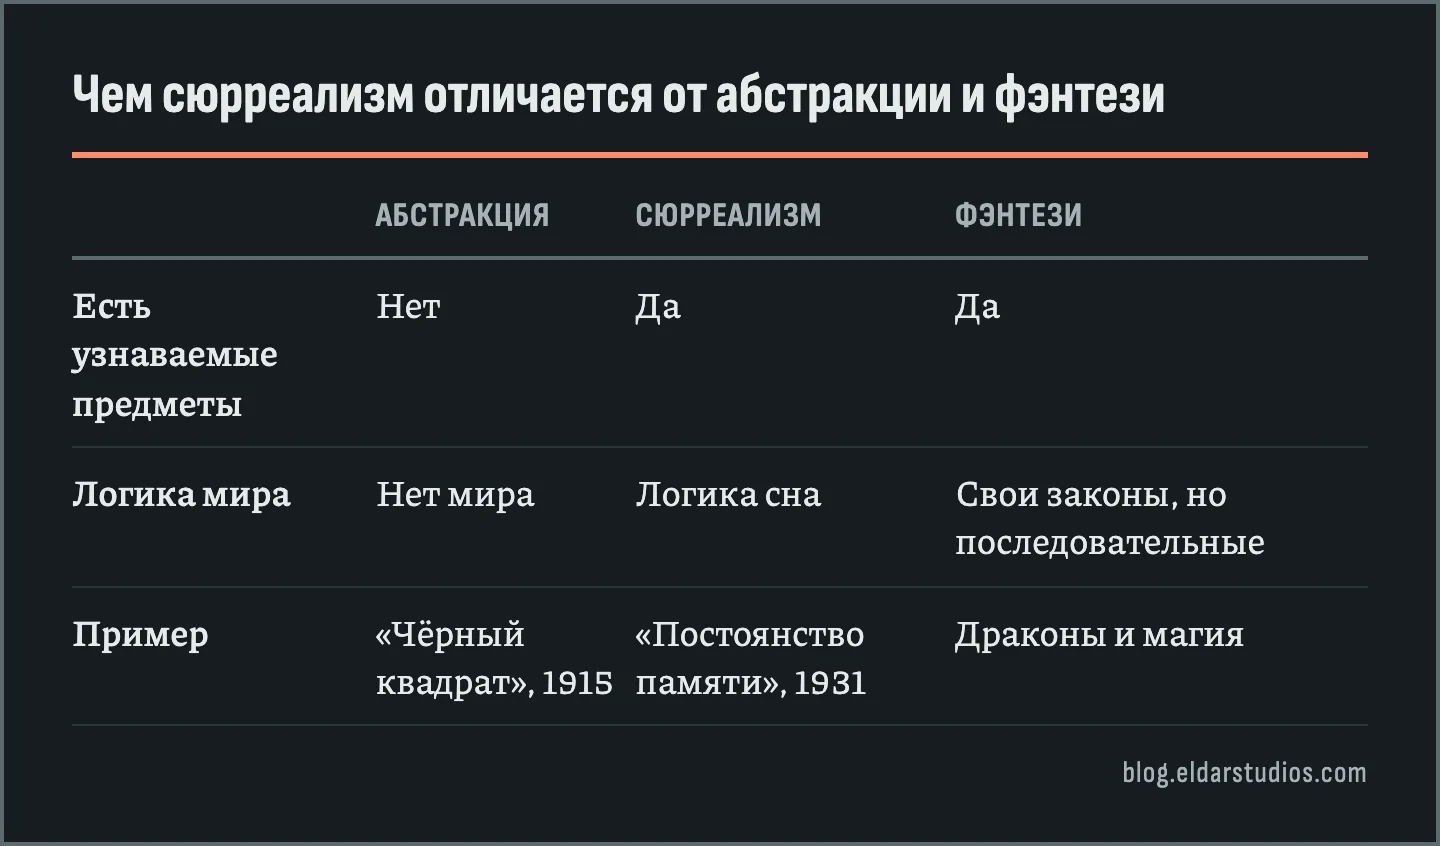 Чем сюрреализм отличается от абстракции и фэнтези
АБСТРАКЦИЯ СЮРРЕАЛИЗМ ФЭНТЕЗИ
Есть Нет Да Да
узнаваемые
предметы
Логика мира Нет мира Логика сна Свои законы, но
последовательные
Пример «Чёрный «Постоянство Драконы и магия
квадрат», 1915 памяти», 1931
blog.eldarstudios.com